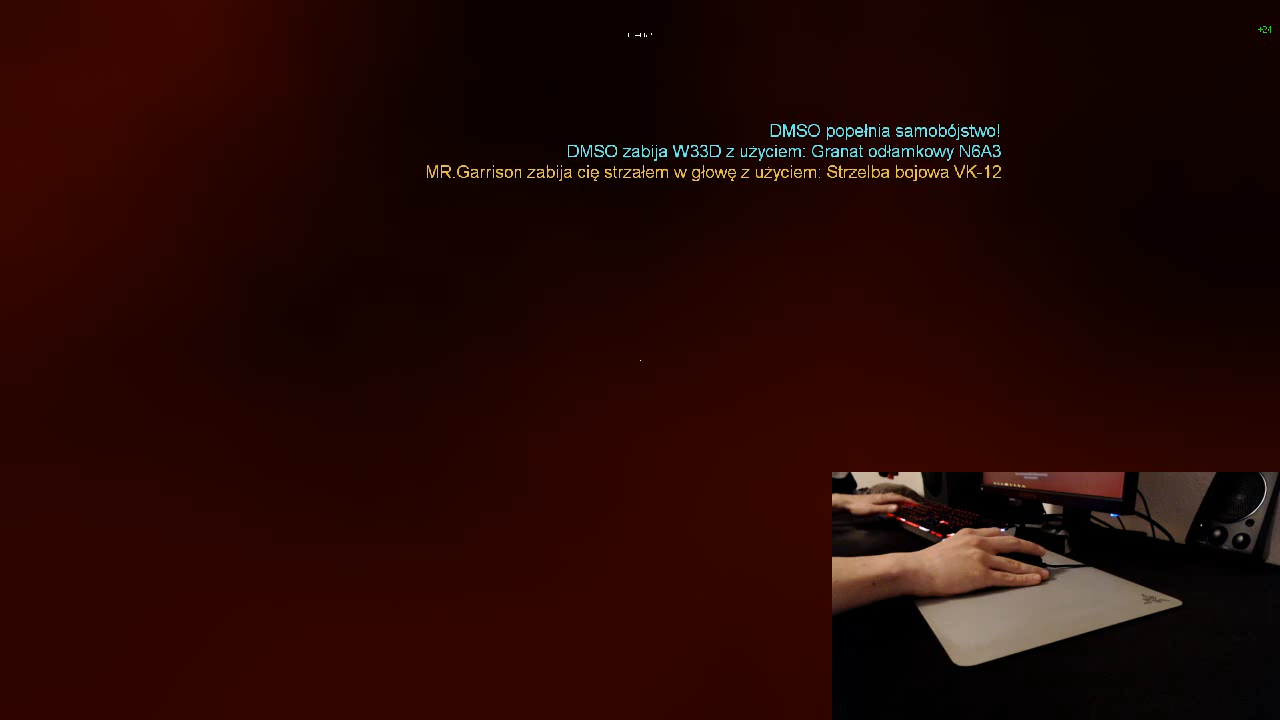 +24
DMSO popełnia samobójstwo!
DMSO zabija W33D z użyciem: Granat odłamkowy N6A3
MR.Garrison zabija cię strzałem w głowę z użyciem: Strzelba bojowa VK-12